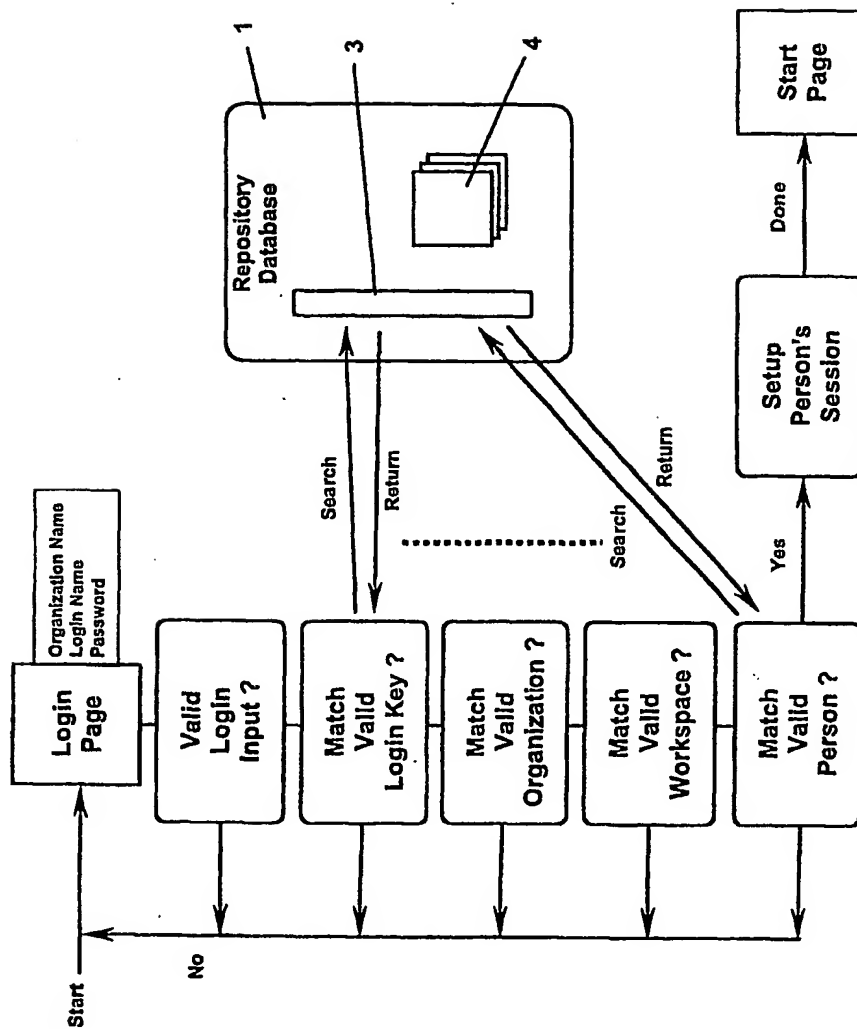 Start
No
Login
Page
Organization Name
Login Name
Password
Valid
Login
Input ?
Match
Valid
Login Key ?
Match
Valid
Organization ?
Match
Valid
Workspace ?
Match
Valid
Person ?
Search
Return
Search
Return
Repository
Database
1
3
4
Yes
Setup
Person's
Session
Done
Start
Page